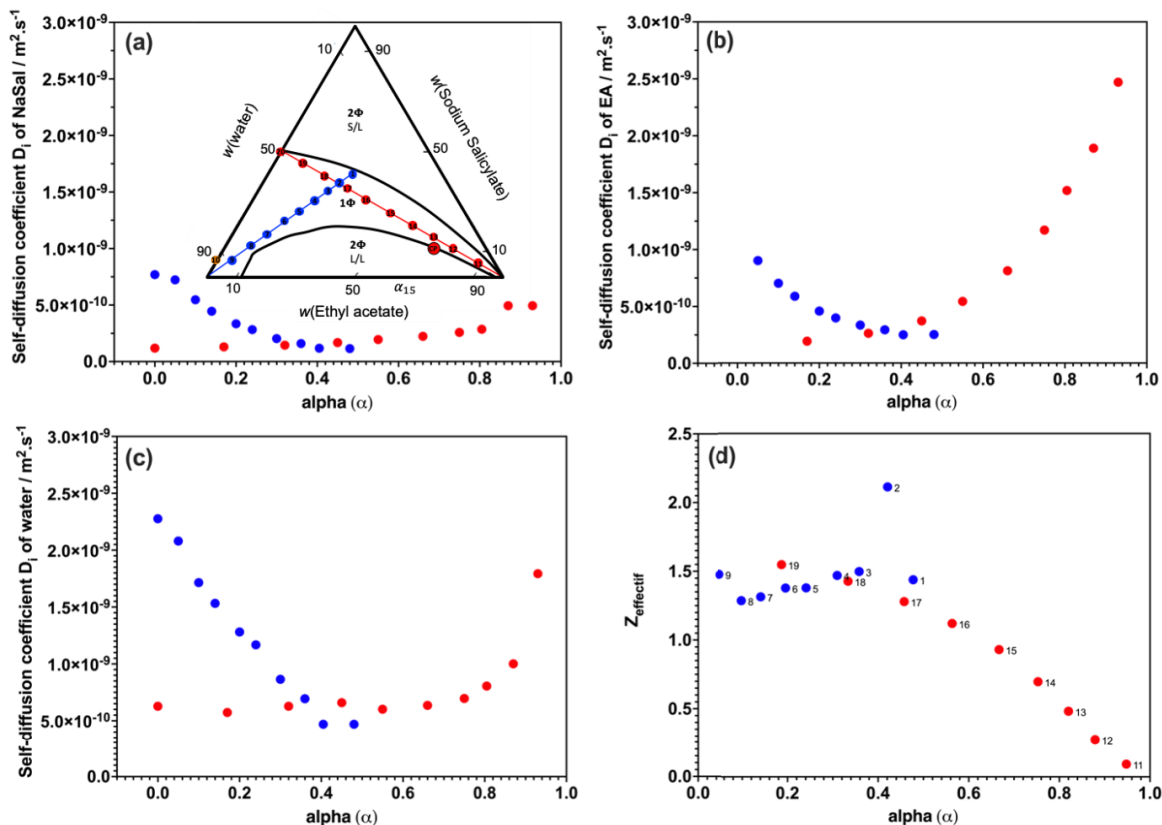 (a)
Self-diffusion coefficient Di of NaSal / m2.s-1
3.0×10-9
2.5×10-9
2.0×10-9
1.5×10-9
1.0×10-9
5.0×10-10
0.0
10
90
w(water)
w(Sodium Salicylate)
2Φ
S/L
50
50
1Φ
90
10
2Φ
L/L
10
50
α15
90
w(Ethyl acetate)
0.0 0.2 0.4 0.6 0.8 1.0
alpha (α)
(b)
Self-diffusion coefficient Di of EA / m2.s-1
3.0×10-9
2.5×10-9
2.0×10-9
1.5×10-9
1.0×10-9
5.0×10-10
0.0
0.0 0.2 0.4 0.6 0.8 1.0
alpha (α)
(c)
Self-diffusion coefficient Di of water / m2.s-1
3.0×10-9
2.5×10-9
2.0×10-9
1.5×10-9
1.0×10-9
5.0×10-10
0.0
0.0 0.2 0.4 0.6 0.8 1.0
alpha (α)
(d)
Zeffectif
2.5
2.0
1.5
1.0
0.5
0.0
2
19
9
3
4
18
1
8
7
6
5
17
16
15
14
13
12
11
0.0 0.2 0.4 0.6 0.8 1.0
alpha (α)